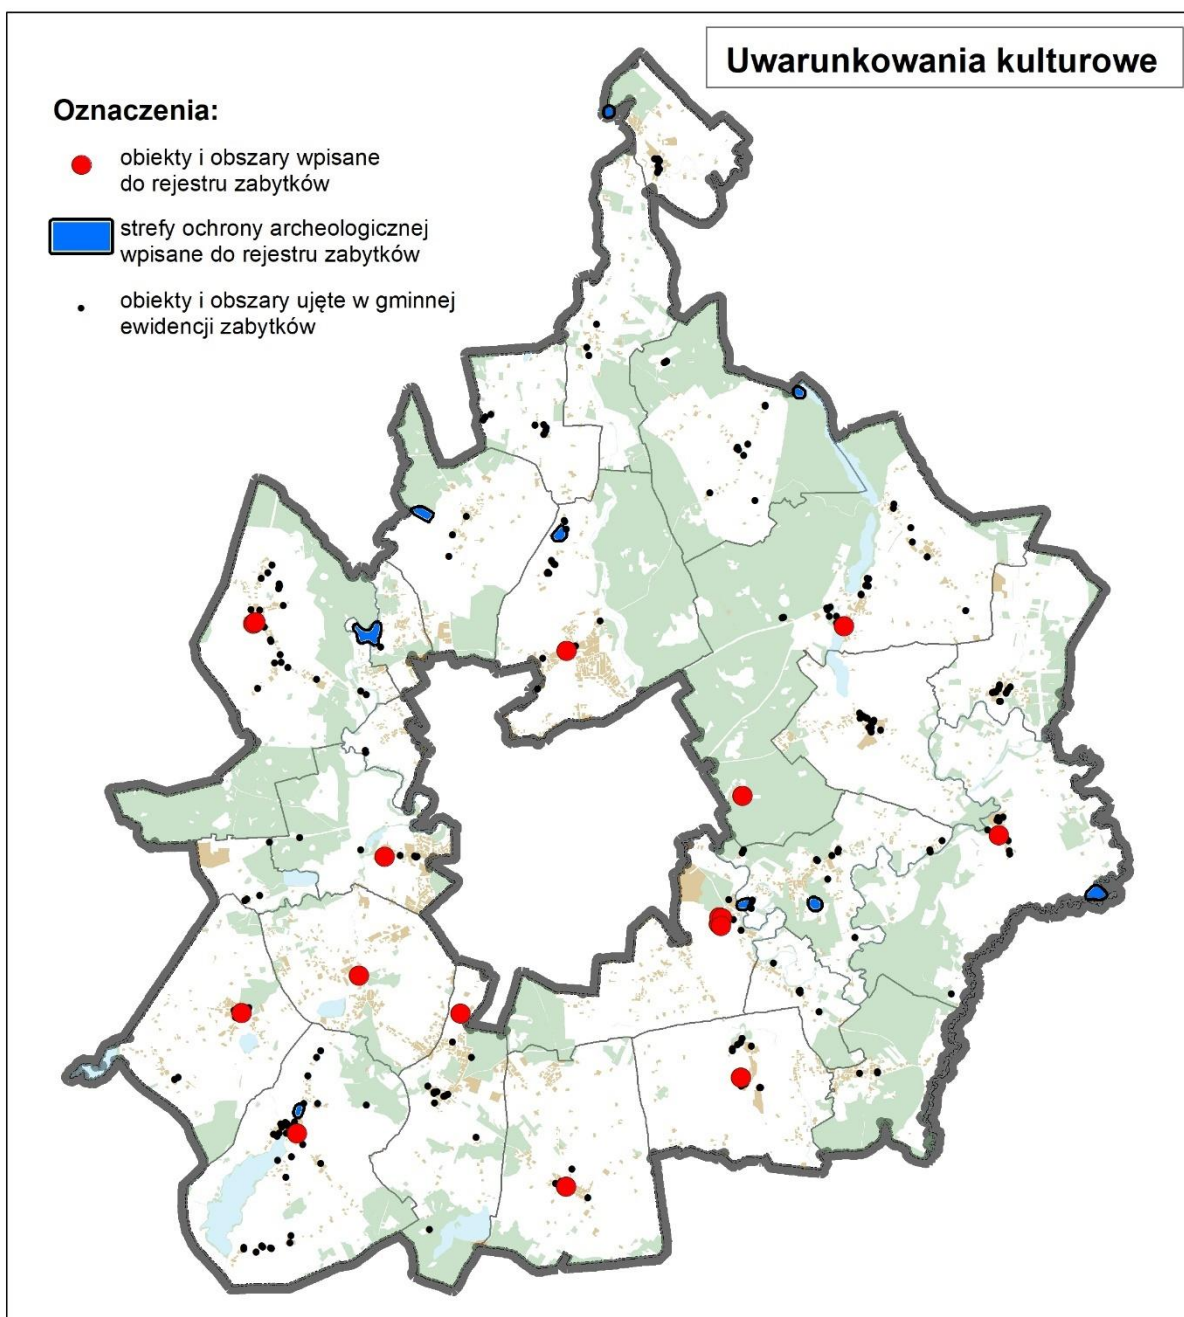 Uwarunkowania kulturowe
Oznaczenia:
obiekty i obszary wpisane
do rejestru zabytków
strefy ochrony archeologicznej
wpisane do rejestru zabytków
obiekty i obszary ujęte w gminnej
ewidencji zabytków